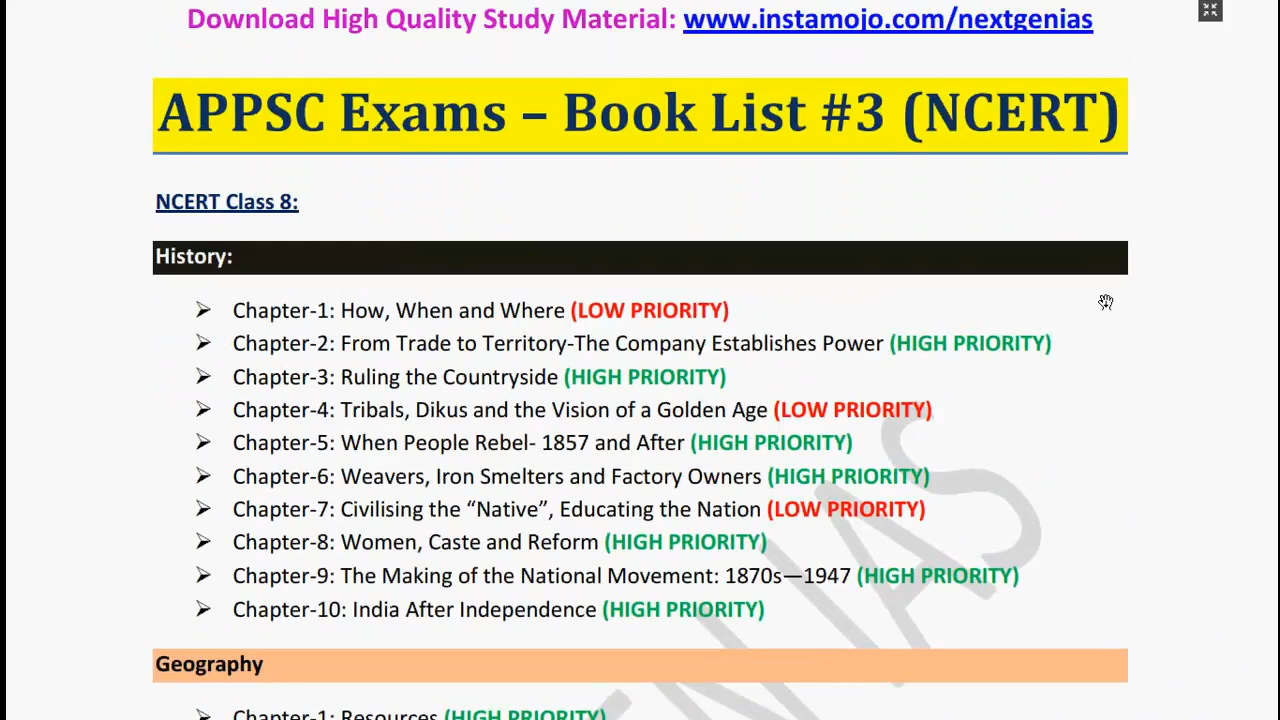 Download High Quality Study Material: www.instamojo.com/nextgenias
APPSC Exams – Book List #3 (NCERT)
NCERT Class 8:
History:
➢ Chapter-1: How, When and Where (LOW PRIORITY)
➢ Chapter-2: From Trade to Territory-The Company Establishes Power (HIGH PRIORITY)
➢ Chapter-3: Ruling the Countryside (HIGH PRIORITY)
➢ Chapter-4: Tribals, Dikus and the Vision of a Golden Age (LOW PRIORITY)
➢ Chapter-5: When People Rebel- 1857 and After (HIGH PRIORITY)
➢ Chapter-6: Weavers, Iron Smelters and Factory Owners (HIGH PRIORITY)
➢ Chapter-7: Civilising the “Native”, Educating the Nation (LOW PRIORITY)
➢ Chapter-8: Women, Caste and Reform (HIGH PRIORITY)
➢ Chapter-9: The Making of the National Movement: 1870s—1947 (HIGH PRIORITY)
➢ Chapter-10: India After Independence (HIGH PRIORITY)
Geography
➢ Chapter-1: Resources (HIGH PRIORITY)
EN IAS